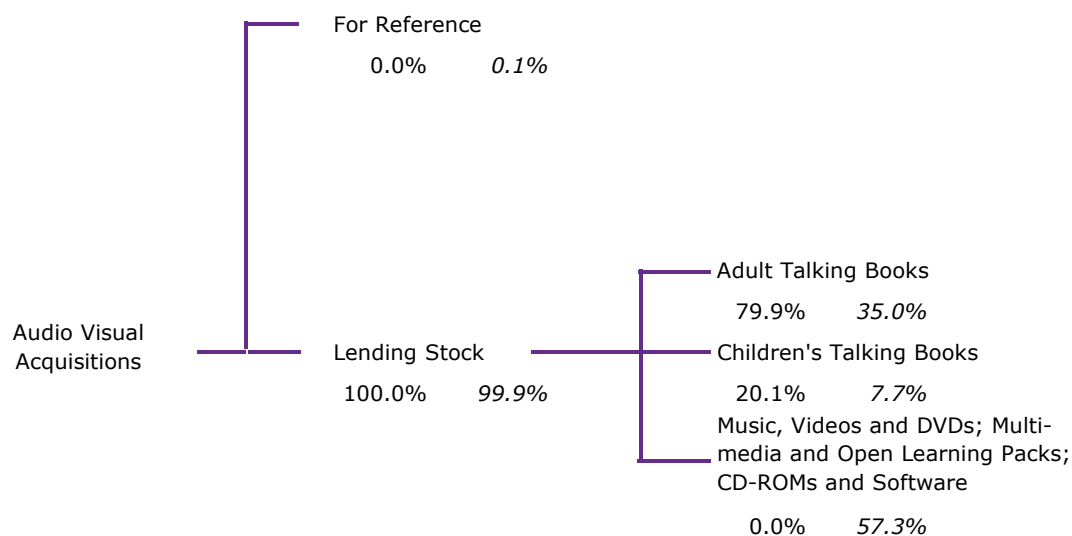 For Reference
0.0% 0.1%
Audio Visual
Acquisitions
Lending Stock
100.0% 99.9%
Adult Talking Books
79.9% 35.0%
Children's Talking Books
20.1% 7.7%
Music, Videos and DVDs; Multi-
media and Open Learning Packs;
CD-ROMs and Software
0.0% 57.3%